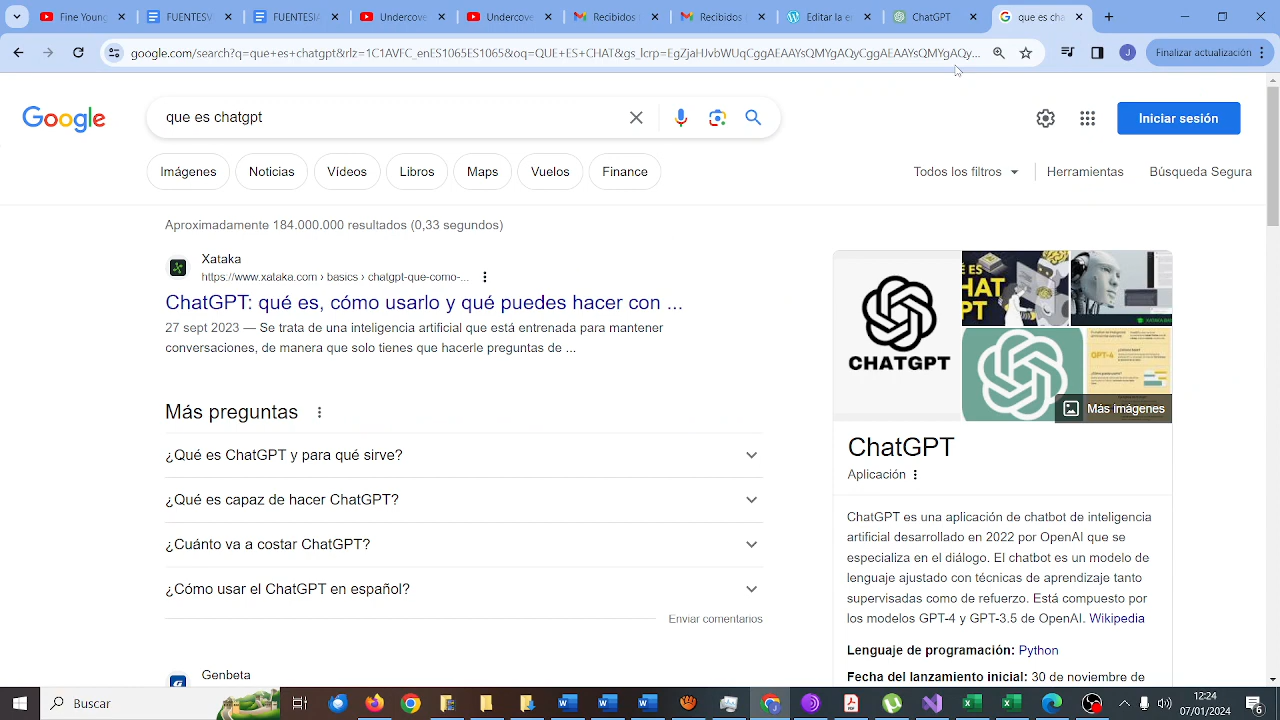 Fine Young
FUENTES
FUENTES
Undercove
Undercove
Undercove
Recibidos
Recibidos
Editar la e
ChatGPT
que es
google.com/search?q=que+es+chatgpt&rlz=1C1AVFC_enES1065ES1065&oq=QUE+ES+CHAT&gs_lcrp=EgZjaHJvbWUqCggAEAAYsQMYgAQyCggAEAAYsQMYgAQy...
J
Finalizar actualización
Google
que es chatgpt
Iniciar sesión
Imágenes
Noticias
Vídeos
Libros
Maps
Vuelos
Finance
Todos los filtros
Herramientas
Búsqueda Segura
Aproximadamente 184.000.000 resultados (0,33 segundos)
Xataka
https://www.xataka.com › basics › chatgpt-que-como-...
ChatGPT: qué es, cómo usarlo y qué puedes hacer con ...
27 sept 2023 — Se trata de una inteligencia artificial que está entrenada para mantener
conversaciones, de manera que solo tienes que hacerle preguntas de ...
Más preguntas
¿Qué es ChatGPT y para qué sirve?
¿Qué es capaz de hacer ChatGPT?
¿Cuánto va a costar ChatGPT?
¿Cómo usar el ChatGPT en español?
Enviar comentarios
Genbeta
CHATGPT
ES
HAT
PT
GPT-4
Más imágenes
ChatGPT
Aplicación
ChatGPT es una aplicación de chatbot de inteligencia
artificial desarrollado en 2022 por OpenAI que se
especializa en el diálogo. El chatbot es un modelo de
lenguaje ajustado con técnicas de aprendizaje tanto
supervisadas como de refuerzo. Está compuesto por
los modelos GPT-4 y GPT-3.5 de OpenAI. Wikipedia
Lenguaje de programación: Python
Fecha del lanzamiento inicial: 30 de noviembre de
Buscar
12:24
07/01/2024
6